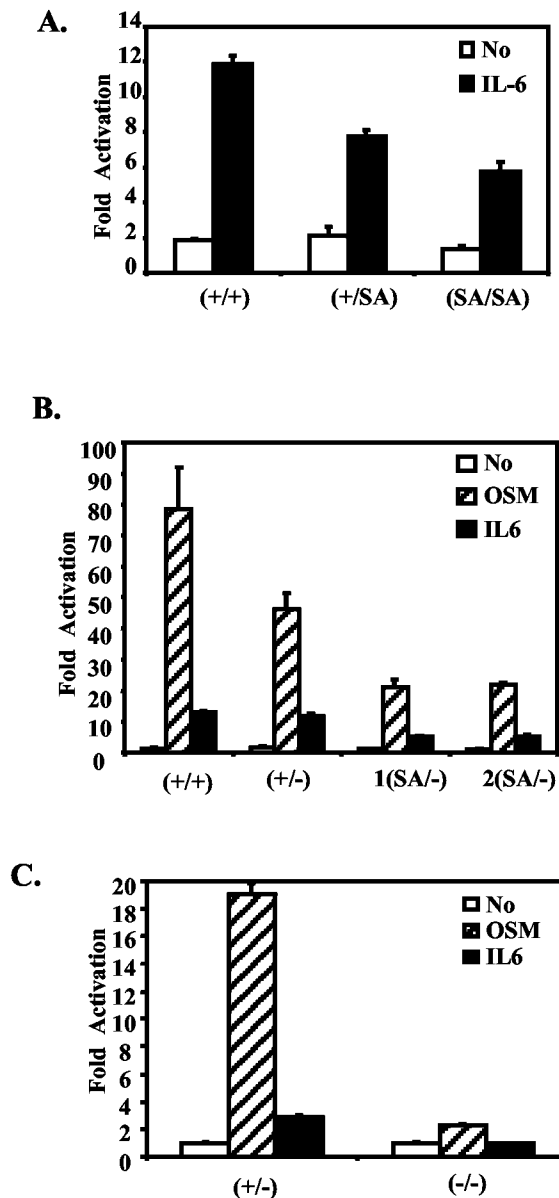 A.
Fold Activation
14
12
10
8
6
4
2
0
No
IL-6
(+/+) (+/SA) (SA/SA)
B.
Fold Activation
100
90
80
70
60
50
40
30
20
10
0
No
OSM
IL6
(+/+) (+/-) 1(SA/-) 2(SA/-)
C.
Fold Activation
20
18
16
14
12
10
8
6
4
2
0
No
OSM
IL6
(+/-) (-/-)